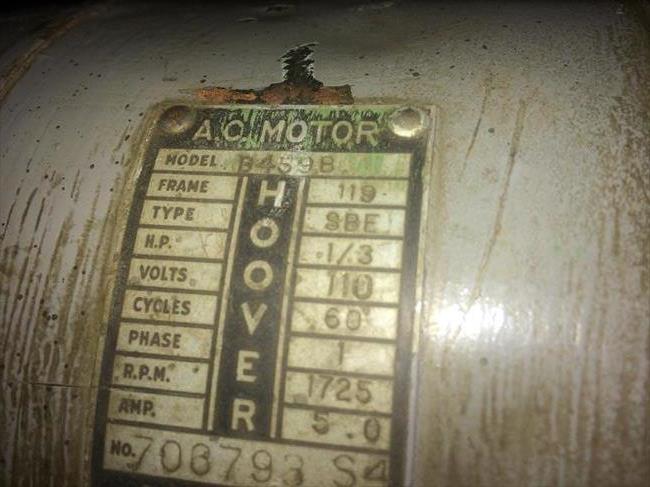 A.C. MOTOR
MODEL B459B
FRAME 119
TYPE SBE
H.P. 1/3
VOLTS 110
CYCLES 60
PHASE 1
R.P.M. 1725
AMP. 5.0
HOOVER
NO. 706793 S4